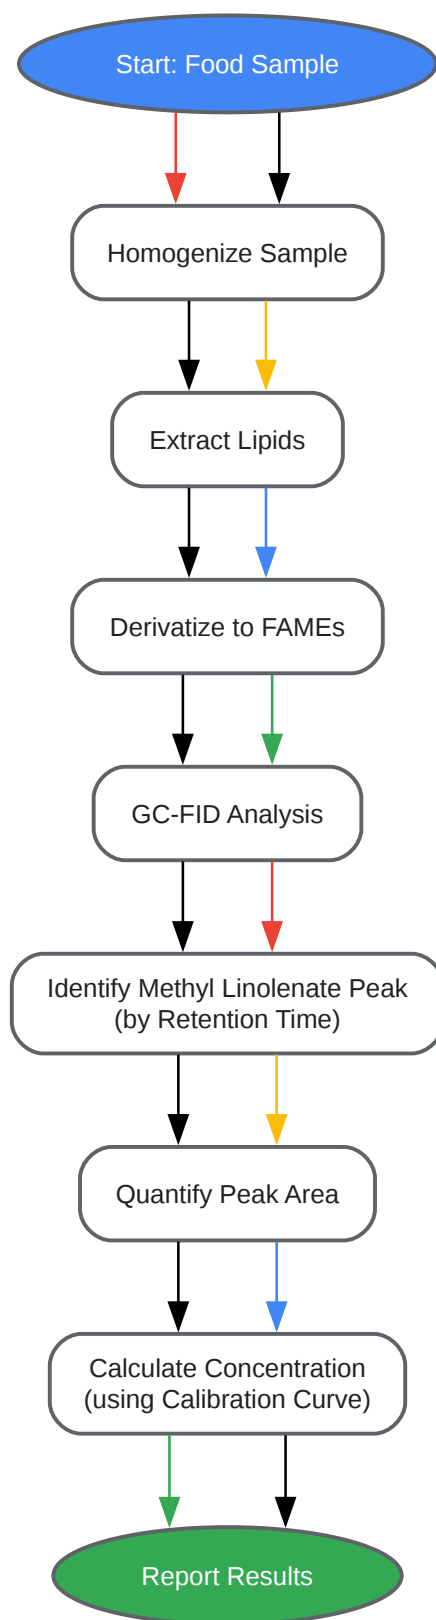 Start: Food Sample
Homogenize Sample
Extract Lipids
Derivatize to FAMEs
GC-FID Analysis
Identify Methyl Linolenate Peak
(by Retention Time)
Quantify Peak Area
Calculate Concentration
(using Calibration Curve)
Report Results